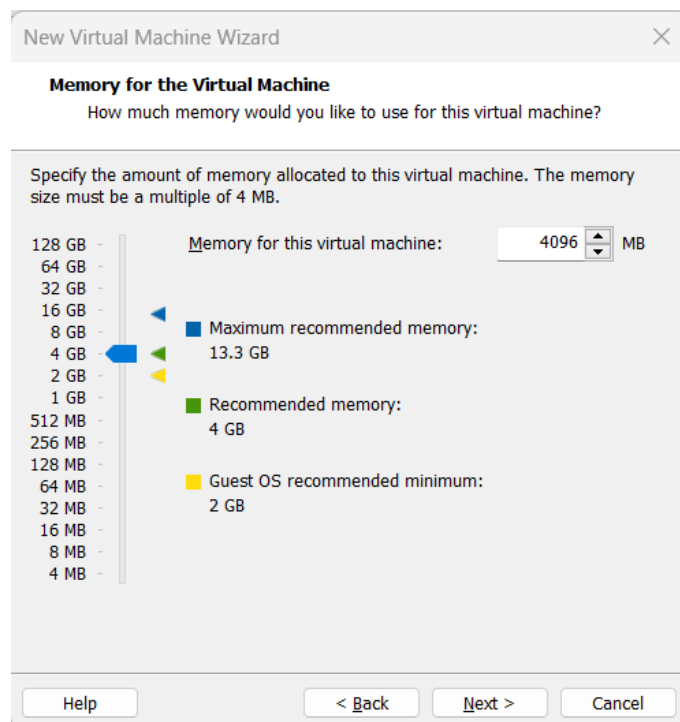 New Virtual Machine Wizard
Memory for the Virtual Machine
How much memory would you like to use for this virtual machine?
Specify the amount of memory allocated to this virtual machine. The memory
size must be a multiple of 4 MB.
128 GB
64 GB
32 GB
16 GB
8 GB
4 GB
2 GB
1 GB
512 MB
256 MB
128 MB
64 MB
32 MB
16 MB
8 MB
4 MB
Memory for this virtual machine: 4096 MB
Maximum recommended memory:
13.3 GB
Recommended memory:
4 GB
Guest OS recommended minimum:
2 GB
Help < Back Next > Cancel